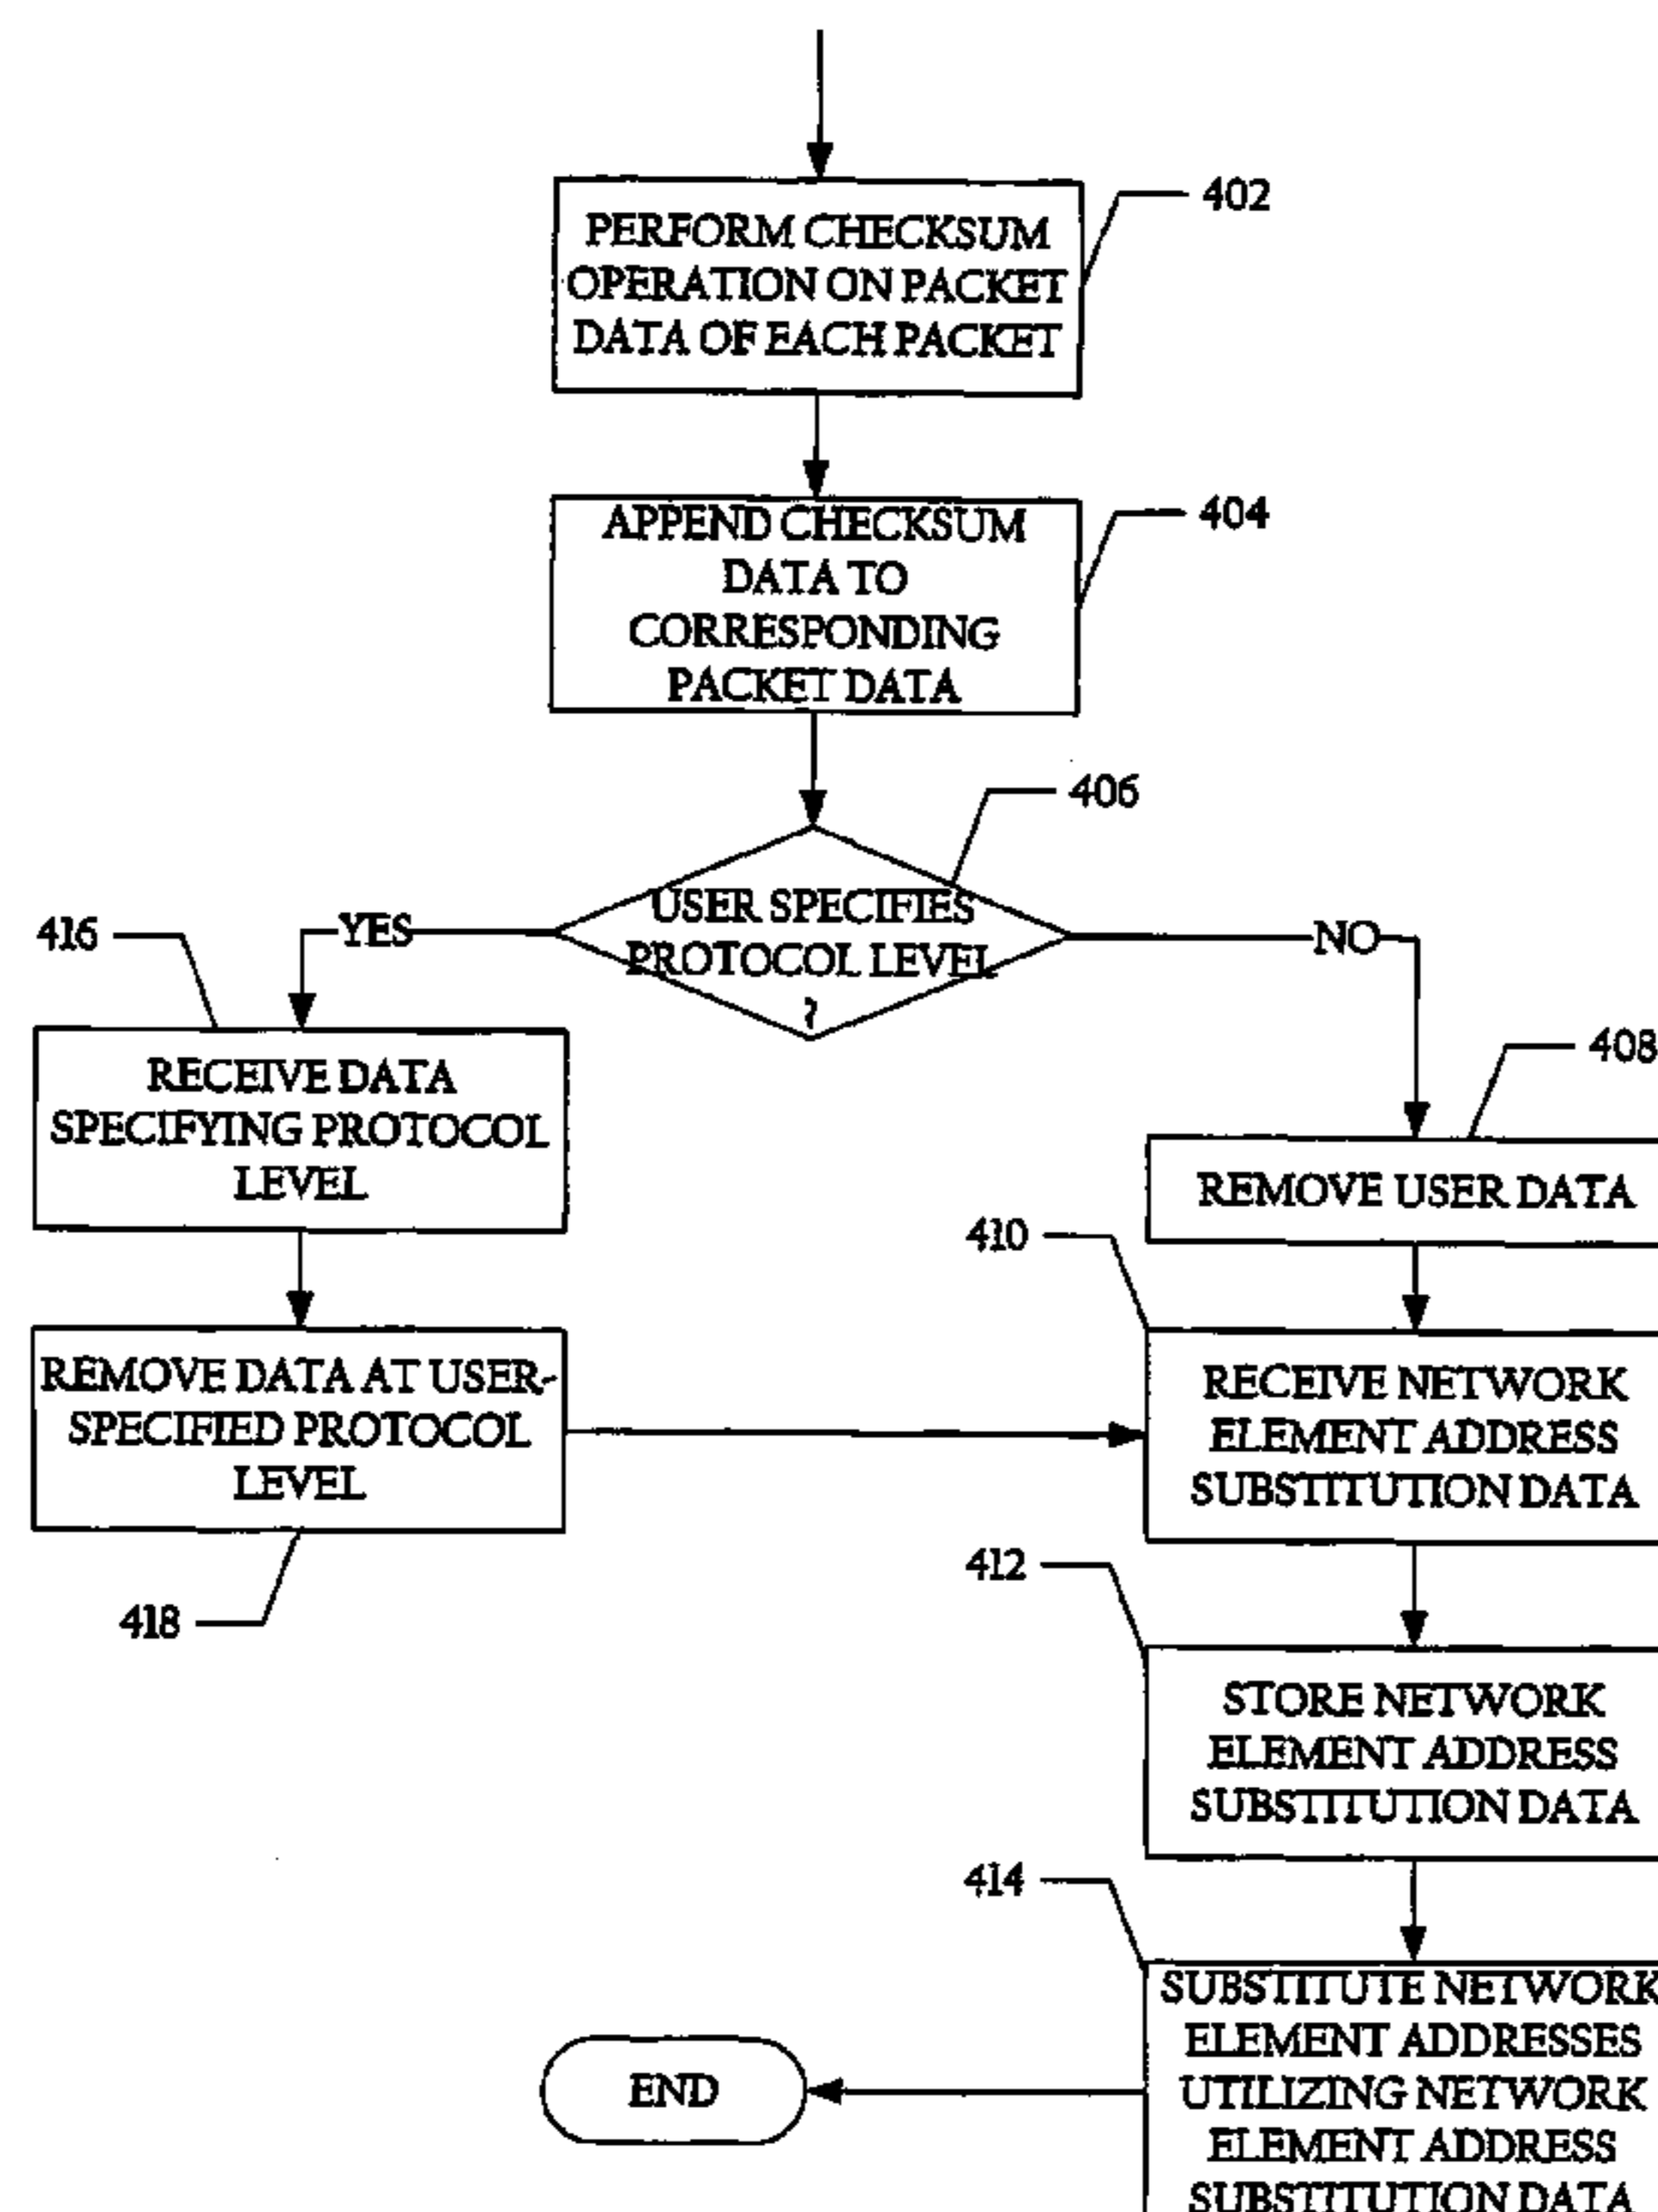 402
PERFORM CHECKSUM
OPERATION ON PACKET
DATA OF EACH PACKET
404
APPEND CHECKSUM
DATA TO
CORRESPONDING
PACKET DATA
406
USER SPECIFIES
PROTOCOL LEVEL
?
YES
NO
416
RECEIVE DATA
SPECIFYING PROTOCOL
LEVEL
408
REMOVE USER DATA
418
REMOVE DATA AT USER-
SPECIFIED PROTOCOL
LEVEL
410
RECEIVE NETWORK
ELEMENT ADDRESS
SUBSTITUTION DATA
412
STORE NETWORK
ELEMENT ADDRESS
SUBSTITUTION DATA
414
SUBSTITUTE NETWORK
ELEMENT ADDRESSES
UTILIZING NETWORK
ELEMENT ADDRESS
SUBSTITUTION DATA
END